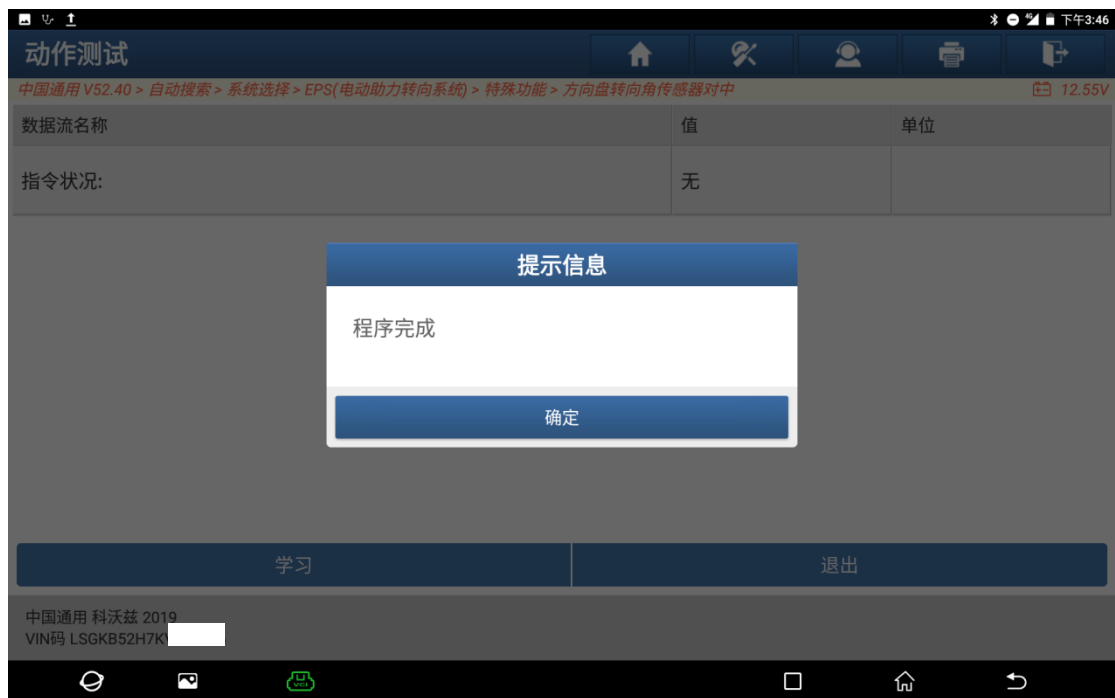 下午3:46
动作测试
中国通用 V52.40 > 自动搜索 > 系统选择 > EPS(电动助力转向系统) > 特殊功能 > 方向盘转向角传感器对中 12.55V
数据流名称 值 单位
指令状况: 无
提示信息
程序完成
确定
学习 退出
中国通用 科沃兹 2019
VIN码 LSGKB52H7K